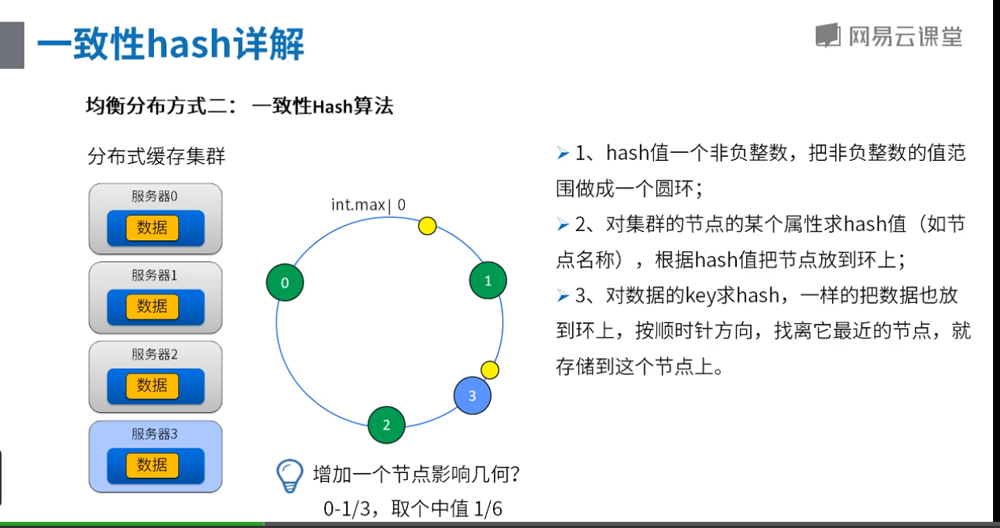 一致性hash详解
网易云课堂
均衡分布方式二： 一致性Hash算法
分布式缓存集群
服务器0
数据
服务器1
数据
服务器2
数据
服务器3
数据
int.max| 0
0
1
3
2
增加一个节点影响几何？
0-1/3，取个中值 1/6
➢ 1、hash值一个非负整数，把非负整数的值范
围做成一个圆环；
➢ 2、对集群的节点的某个属性求hash值（如节
点名称），根据hash值把节点放到环上；
➢ 3、对数据的key求hash，一样的把数据也放
到环上，按顺时针方向，找离它最近的节点，就
存储到这个节点上。